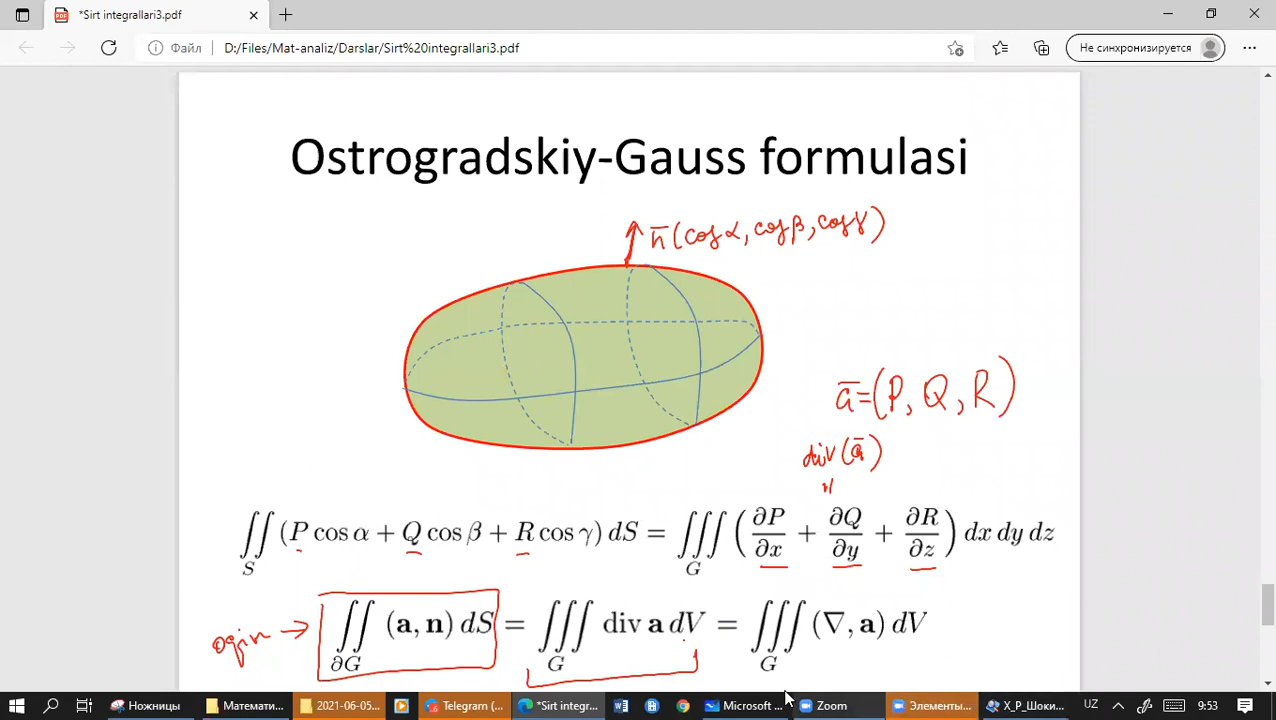 *Sirt integrallari3.pdf
Файл D:/Files/Mat-analiz/Darslar/Sirt%20integrallari3.pdf
Не синхронизируется
Ostrogradskiy-Gauss formulasi
n̅(cosα, cosβ, cosγ)
a̅=(P, Q, R)
div(a̅)
∬_S (P cos α + Q cos β + R cos γ) dS = ∭_G (∂P/∂x + ∂Q/∂y + ∂R/∂z) dx dy dz
oqim → ∬_∂G (a, n) dS = ∭_G div a dV = ∭_G (∇, a) dV
Ножницы Математи... 2021-06-05... Telegram (... *Sirt integ... Microsoft ... Zoom Элементы... X_P_Шоки... UZ 9:53